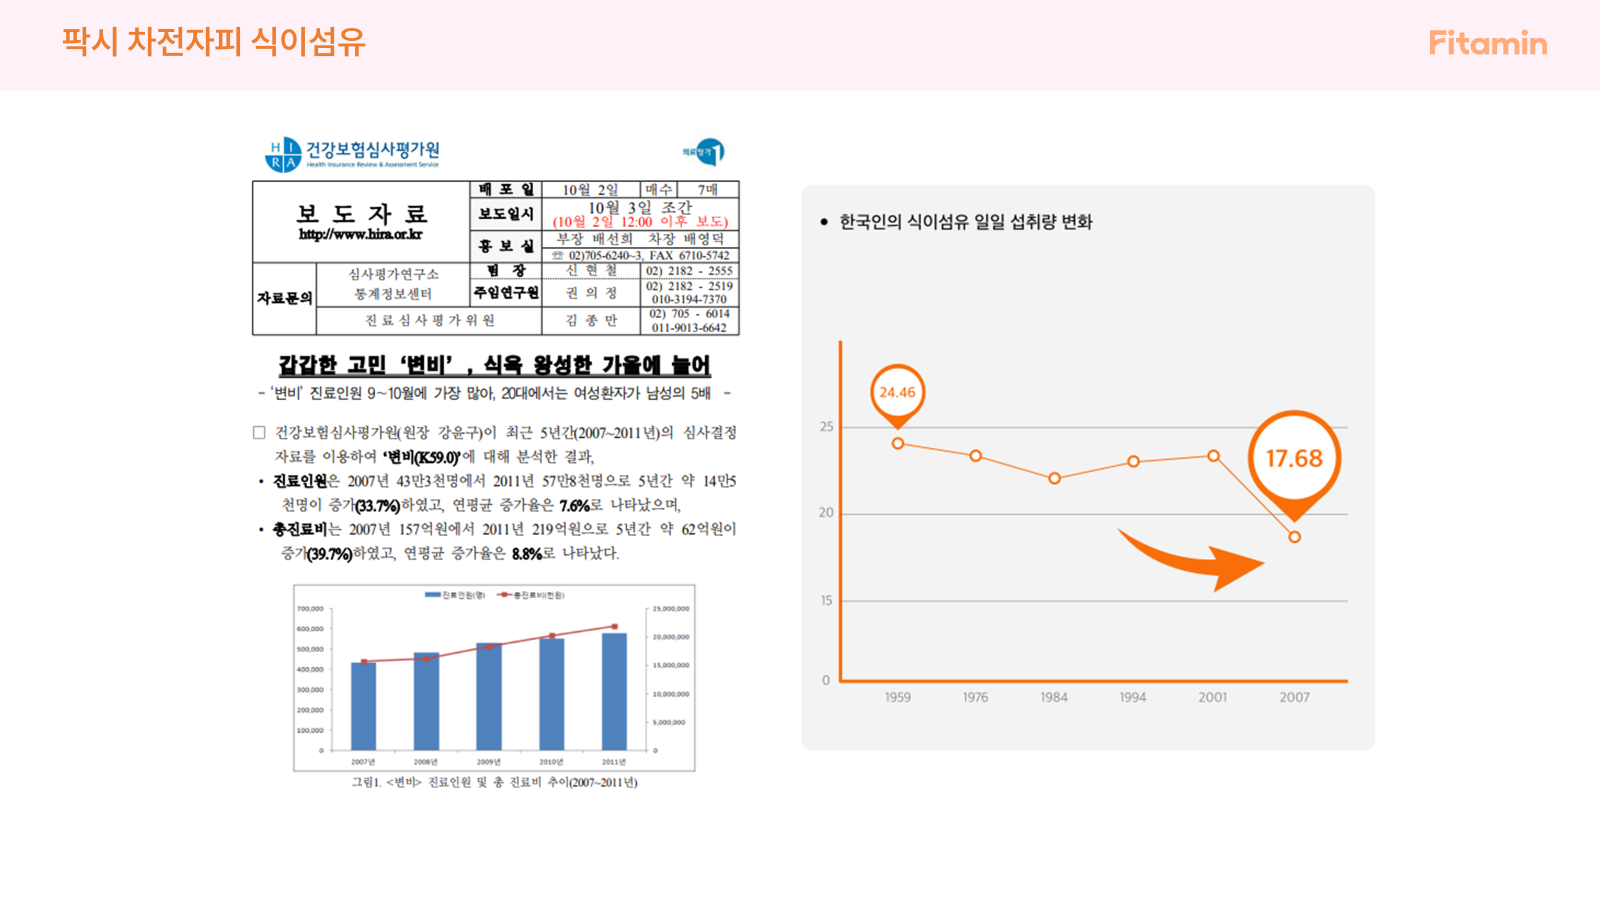 팍시 차전자피 식이섬유
Fitamin
HIRA 건강보험심사평가원
Health Insurance Review & Assessment Service
의료평가 1
보 도 자 료
http://www.hira.or.kr
배 포 일 10월 2일 매수 7매
보도일시 10월 3일 조간
(10월 2일 12:00 이후 보도)
홍 보 실 부장 배선희 차장 배영덕
☏ 02)705-6240~3, FAX 6710-5742
자료문의
심사평가연구소
통계정보센터
팀 장 신 현 철 02) 2182 - 2555
주임연구원 권 의 정 02) 2182 - 2519
010-3194-7370
진 료 심 사 평 가 위 원 김 종 만 02) 705 - 6014
011-9013-6642
갑갑한 고민 ‘변비’ , 식욕 왕성한 가을에 늘어
- ‘변비’ 진료인원 9~10월에 가장 많아, 20대에서는 여성환자가 남성의 5배 -
□ 건강보험심사평가원(원장 강윤구)이 최근 5년간(2007~2011년)의 심사결정
자료를 이용하여 ‘변비(K59.0)’에 대해 분석한 결과,
• 진료인원은 2007년 43만3천명에서 2011년 57만8천명으로 5년간 약 14만5
천명이 증가(33.7%)하였고, 연평균 증가율은 7.6%로 나타났으며,
• 총진료비는 2007년 157억원에서 2011년 219억원으로 5년간 약 62억원이
증가(39.7%)하였고, 연평균 증가율은 8.8%로 나타났다.
진료인원(명) 총진료비(천원)
700,000
600,000
500,000
400,000
300,000
200,000
100,000
0
25,000,000
20,000,000
15,000,000
10,000,000
5,000,000
0
2007년 2008년 2009년 2010년 2011년
그림1. <변비> 진료인원 및 총 진료비 추이(2007~2011년)
• 한국인의 식이섬유 일일 섭취량 변화
24.46
17.68
25
20
15
0
1959 1976 1984 1994 2001 2007